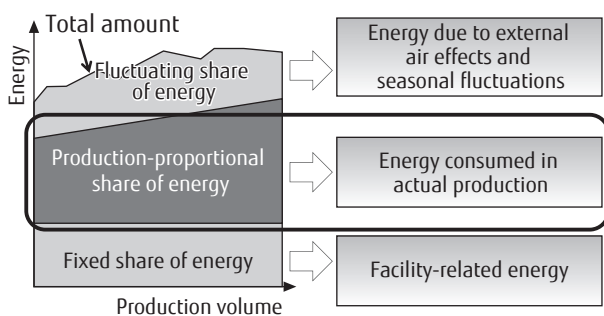 Total amount
Energy
Fluctuating share
of energy
Energy due to external
air effects and
seasonal fluctuations
Production-proportional
share of energy
Energy consumed in
actual production
Fixed share of energy
Facility-related energy
Production volume